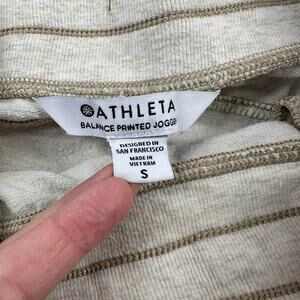 ATHLETA
BALANCE PRINTED JOGGER
DESIGNED IN
SAN FRANCISCO
MADE IN
VIETNAM
S